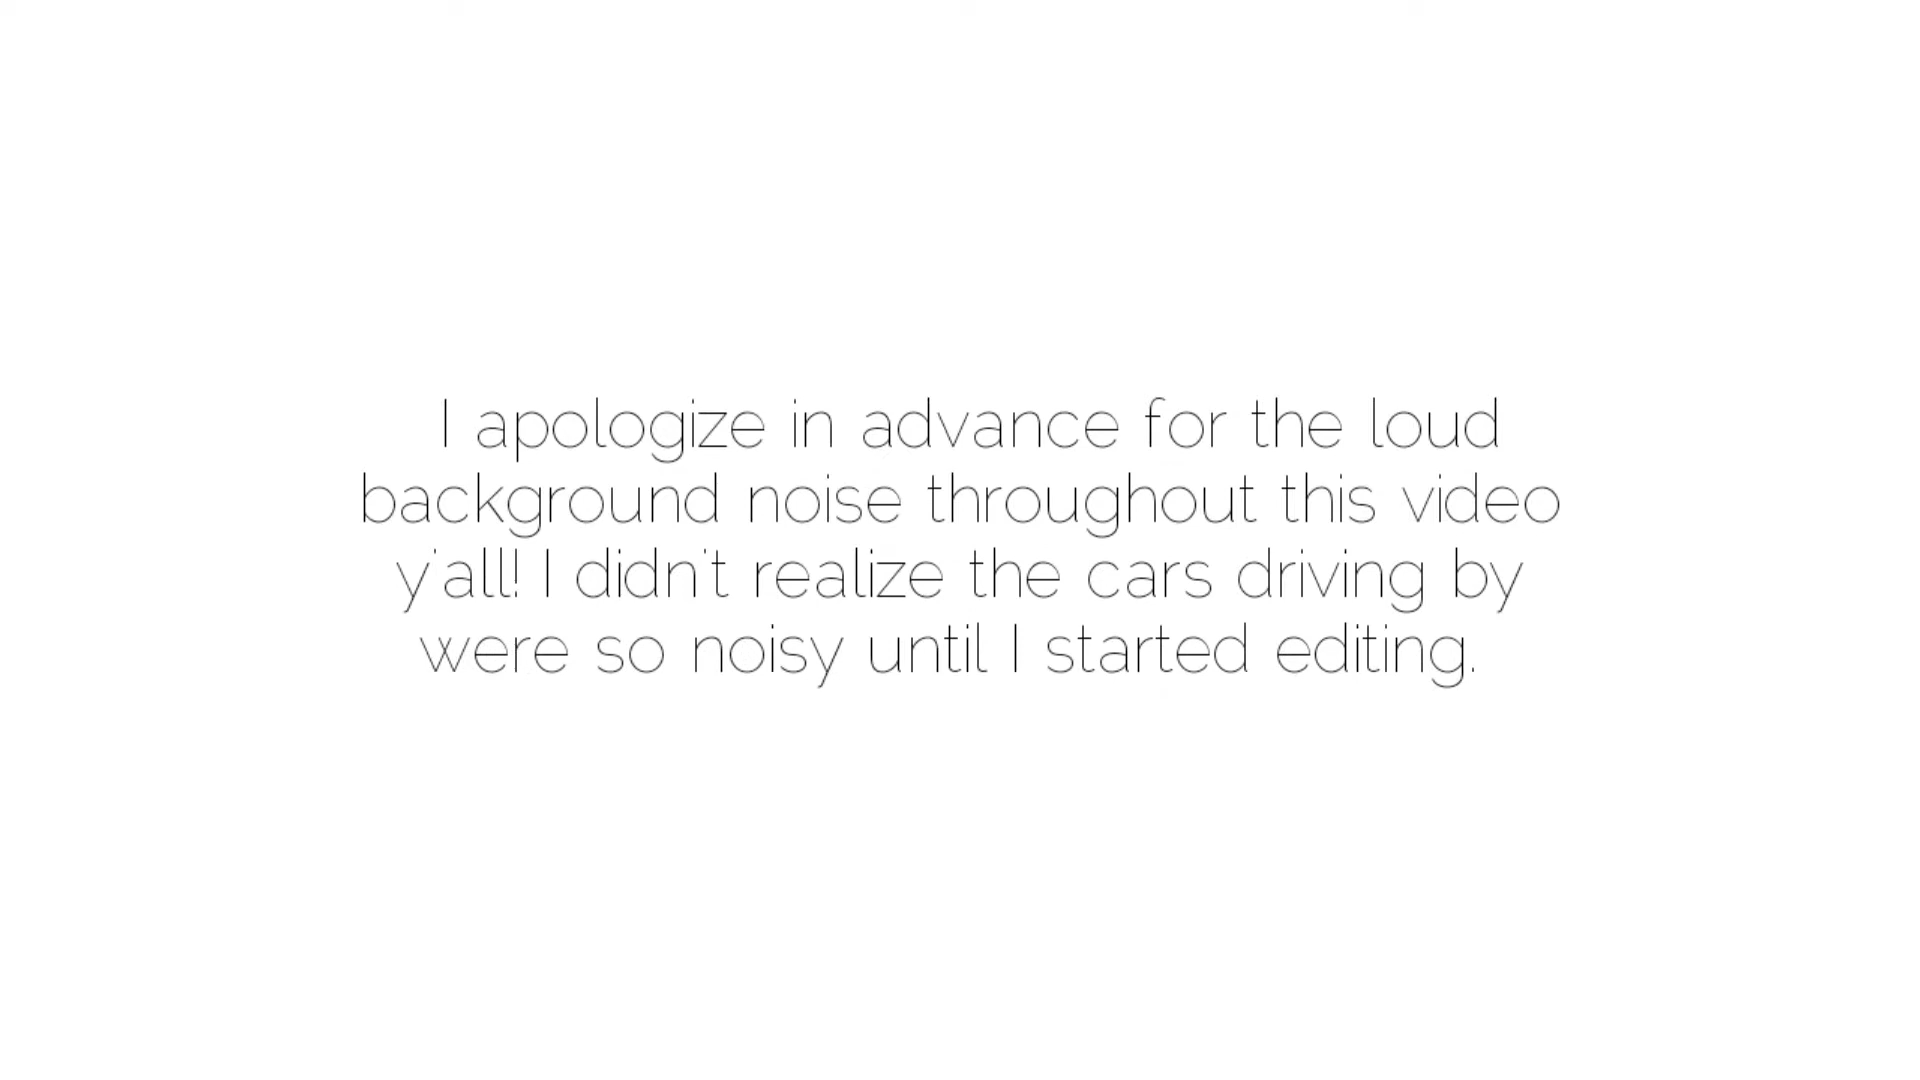 I apologize in advance for the loud
background noise throughout this video
y'all! I didn't realize the cars driving by
were so noisy until I started editing.